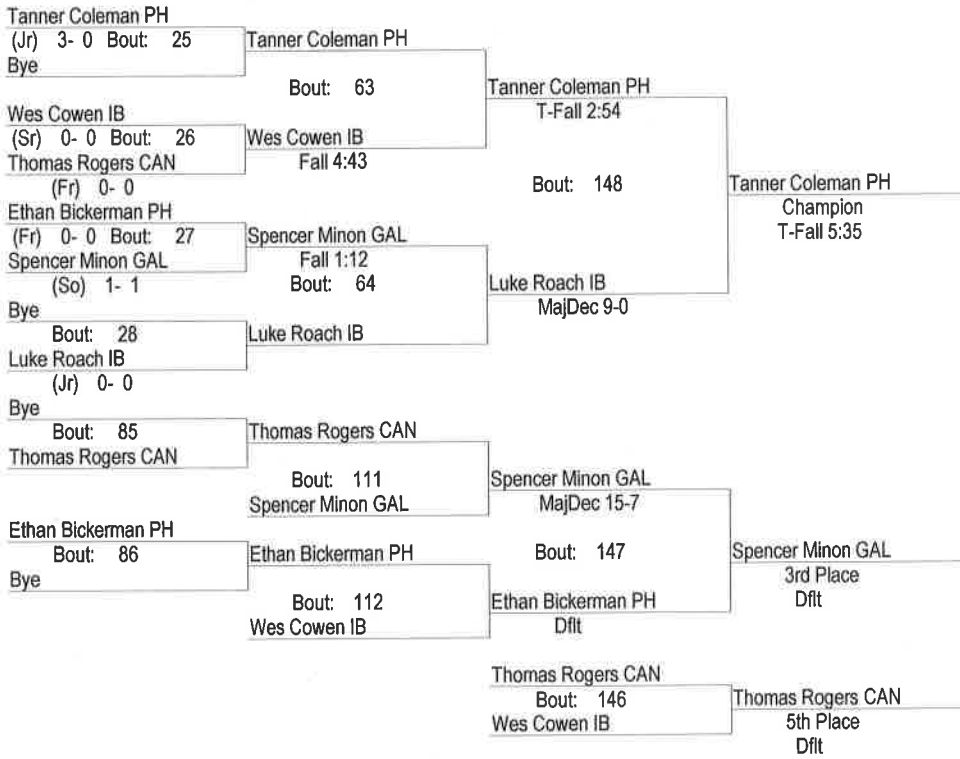 Tanner Coleman PH
(Jr) 3- 0 Bout: 25
Bye
Tanner Coleman PH
Bout: 63
Wes Cowen IB
(Sr) 0- 0 Bout: 26
Thomas Rogers CAN
(Fr) 0- 0
Wes Cowen IB
Fall 4:43
Tanner Coleman PH
T-Fall 2:54
Bout: 148
Ethan Bickerman PH
(Fr) 0- 0 Bout: 27
Spencer Minon GAL
(So) 1- 1
Spencer Minon GAL
Fall 1:12
Bout: 64
Bye
Bout: 28
Luke Roach IB
(Jr) 0- 0
Luke Roach IB
Luke Roach IB
MajDec 9-0
Tanner Coleman PH
Champion
T-Fall 5:35
Bye
Bout: 85
Thomas Rogers CAN
Thomas Rogers CAN
Bout: 111
Spencer Minon GAL
Spencer Minon GAL
MajDec 15-7
Bout: 147
Ethan Bickerman PH
Bout: 86
Bye
Ethan Bickerman PH
Bout: 112
Wes Cowen IB
Ethan Bickerman PH
Dflt
Spencer Minon GAL
3rd Place
Dflt
Thomas Rogers CAN
Bout: 146
Wes Cowen IB
Thomas Rogers CAN
5th Place
Dflt